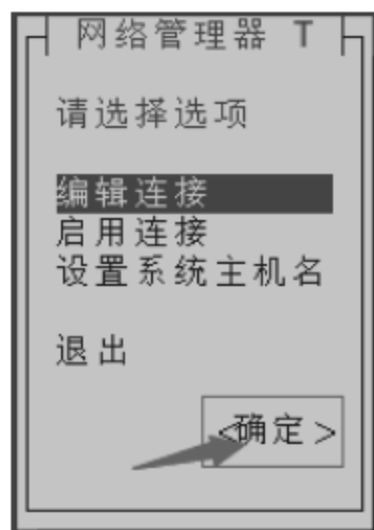 网络管理器 T
请选择选项
编辑连接
启用连接
设置系统主机名
退出
<确定>